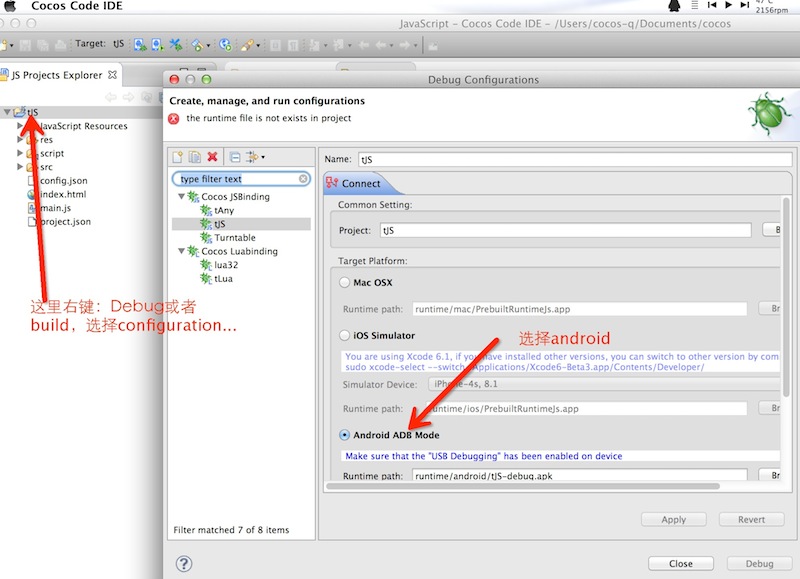 Cocos Code IDE
47°C
2156rpm
JavaScript – Cocos Code IDE – /Users/cocos-q/Documents/cocos
Target: tJS
JS Projects Explorer
Debug Configurations
Create, manage, and run configurations
the runtime file is not exists in project
tJS
JavaScript Resources
res
script
src
config.json
index.html
main.js
project.json
这里右键：Debug或者
build，选择configuration...
type filter text
Cocos JSBinding
tAny
tJS
Turntable
Cocos Luabinding
lua32
tLua
Filter matched 7 of 8 items
Name: tJS
Connect
Common Setting:
Project: tJS
Target Platform:
Mac OSX
Runtime path: runtime/mac/PrebuiltRuntimeJs.app
Br
iOS Simulator
选择android
You are using Xcode 6.1, if you have installed other versions, you can switch to other version by com
sudo xcode-select --switch /Applications/Xcode6-Beta3.app/Contents/Developer/
Simulator Device: iPhone-4s, 8.1
Runtime path: runtime/ios/PrebuiltRuntimeJs.app
Br
Android ADB Mode
Make sure that the "USB Debugging" has been enabled on device
Runtime path: runtime/android/tJS-debug.apk
Br
Apply
Revert
Close
Debug